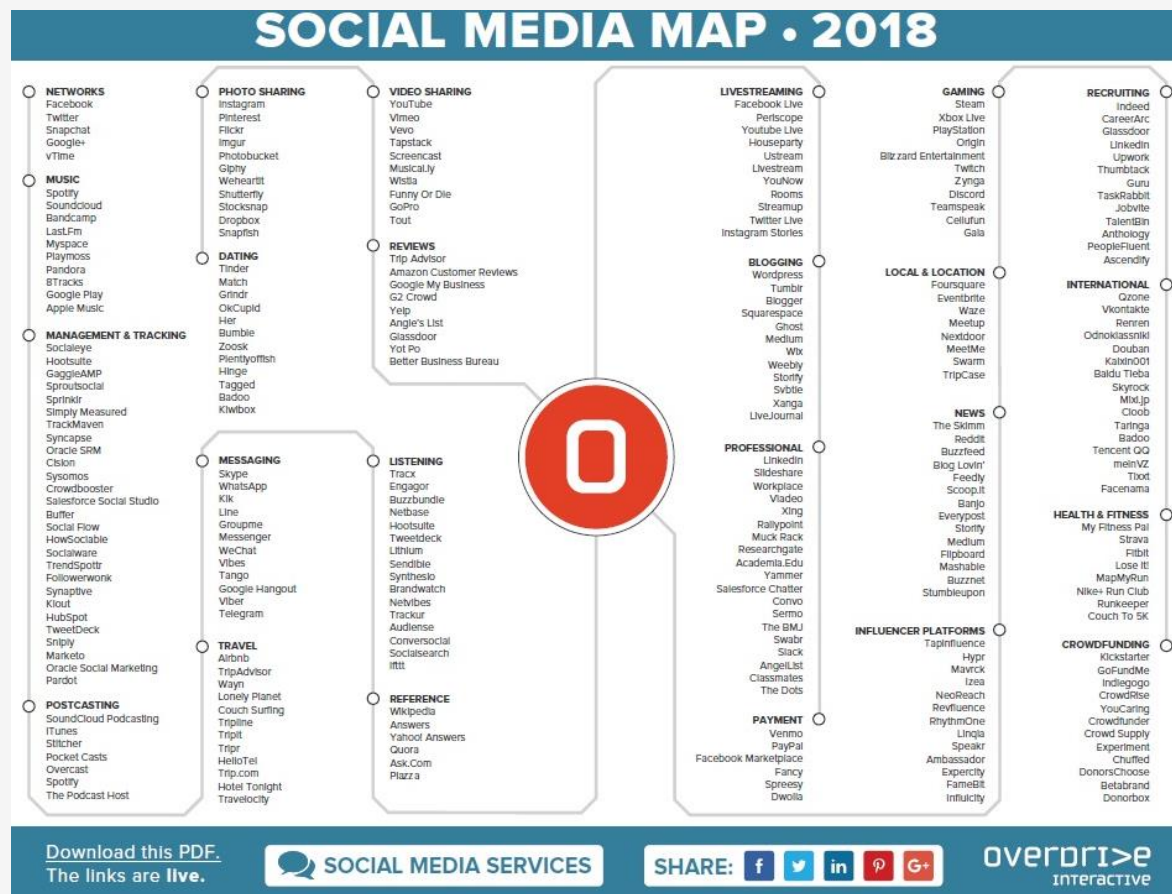 SOCIAL MEDIA MAP • 2018
NETWORKS
Facebook
Twitter
Snapchat
Google+
vTime
MUSIC
Spotify
Soundcloud
Bandcamp
Last.Fm
Myspace
Playmoss
Pandora
8Tracks
Google Play
Apple Music
MANAGEMENT & TRACKING
Socialeye
Hootsuite
GaggleAMP
Sproutsocial
Sprinklr
Simply Measured
TrackMaven
Syncapse
Oracle SRM
Cision
Sysomos
Crowdbooster
Salesforce Social Studio
Buffer
Social Flow
HowSociable
Socialware
TrendSpottr
Followerwonk
Synaptive
Klout
HubSpot
TweetDeck
Sniply
Marketo
Oracle Social Marketing
Pardot
POSTCASTING
SoundCloud Podcasting
iTunes
Stitcher
Pocket Casts
Overcast
Spotify
The Podcast Host
PHOTO SHARING
Instagram
Pinterest
Flickr
Imgur
Photobucket
Giphy
Weheartit
Shutterfly
Stocksnap
Dropbox
Snapfish
DATING
Tinder
Match
Grindr
OkCupid
Her
Bumble
Zoosk
Plentyoffish
Hinge
Tagged
Badoo
Kiwibox
MESSAGING
Skype
WhatsApp
Kik
Line
Groupme
Messenger
WeChat
Vibes
Tango
Google Hangout
Viber
Telegram
TRAVEL
Airbnb
TripAdvisor
Wayn
Lonely Planet
Couch Surfing
Tripline
TripIt
Tripr
HelloTel
Trip.com
Hotel Tonight
Travelocity
VIDEO SHARING
YouTube
Vimeo
Vevo
Tapstack
Screencast
Musical.ly
Wistia
Funny Or Die
GoPro
Tout
REVIEWS
Trip Advisor
Amazon Customer Reviews
Google My Business
G2 Crowd
Yelp
Angie's List
Glassdoor
Yot Po
Better Business Bureau
LISTENING
Tracx
Engagor
Buzzbundle
Netbase
Hootsuite
Tweetdeck
Lithium
Sendible
Synthesio
Brandwatch
Netvibes
Trackur
Audiense
Conversocial
Socialsearch
Ifttt
REFERENCE
Wikipedia
Answers
Yahoo! Answers
Quora
Ask.Com
Piazza
O
LIVESTREAMING
Facebook Live
Periscope
Youtube Live
Houseparty
Ustream
Livestream
YouNow
Rooms
Streamup
Twitter Live
Instagram Stories
BLOGGING
Wordpress
Tumblr
Blogger
Squarespace
Ghost
Medium
Wix
Weebly
Storify
Svbtle
Xanga
LiveJournal
PROFESSIONAL
LinkedIn
Slideshare
Workplace
Viadeo
Xing
Rallypoint
Muck Rack
Researchgate
Academia.Edu
Yammer
Salesforce Chatter
Convo
Sermo
The BMJ
Swabr
Slack
AngelList
Classmates
The Dots
PAYMENT
Venmo
PayPal
Facebook Marketplace
Fancy
Spreesy
Dwolla
GAMING
Steam
Xbox Live
PlayStation
Origin
Blizzard Entertainment
Twitch
Zynga
Discord
Teamspeak
Cellufun
Gaia
LOCAL & LOCATION
Foursquare
Eventbrite
Waze
Meetup
Nextdoor
MeetMe
Swarm
TripCase
NEWS
The Skimm
Reddit
Buzzfeed
Blog Lovin'
Feedly
Scoop.It
Banjo
Everypost
Storify
Medium
Flipboard
Mashable
Buzznet
Stumbleupon
INFLUENCER PLATFORMS
Tapinfluence
Hypr
Mavrck
Izea
NeoReach
Revfluence
RhythmOne
Linqia
Speakr
Ambassador
Expercity
FameBit
Influicity
RECRUITING
Indeed
CareerArc
Glassdoor
LinkedIn
Upwork
Thumbtack
Guru
TaskRabbit
Jobvite
TalentBin
Anthology
PeopleFluent
Ascendify
INTERNATIONAL
Qzone
Vkontakte
Renren
Odnoklassniki
Douban
Kaixin001
Baidu Tieba
Skyrock
Mixi.jp
Cloob
Taringa
Badoo
Tencent QQ
meinVZ
Tixxt
Facenama
HEALTH & FITNESS
My Fitness Pal
Strava
Fitbit
Lose It!
MapMyRun
Nike+ Run Club
Runkeeper
Couch To 5K
CROWDFUNDING
Kickstarter
GoFundMe
Indiegogo
CrowdRise
YouCaring
Crowdfunder
Crowd Supply
Experiment
Chuffed
DonorsChoose
Betabrand
Donorbox
Download this PDF.
The links are live.
SOCIAL MEDIA SERVICES
SHARE: f in G+
OVERDRI>E
INTERACTIVE